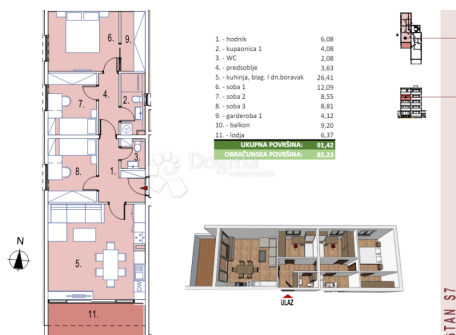 1. - hodnik 6,08
2. - kupaonica 1 4,08
3. - WC 2,08
4. - predsoblje 3,63
5. - kuhinja, blag. i dn.boravak 26,41
6. - soba 1 12,09
7. - soba 2 8,55
8. - soba 3 8,81
9. - garderoba 1 4,12
10. - balkon 9,20
11. - lođa 6,37
UKUPNA POVRŠINA: 91,42
OBRAČUNSKA POVRŠINA: 85,23
6.
9.
4.
7.
2.
3.
1.
8.
5.
11.
N
Dogma
ULAZ
STAN S7